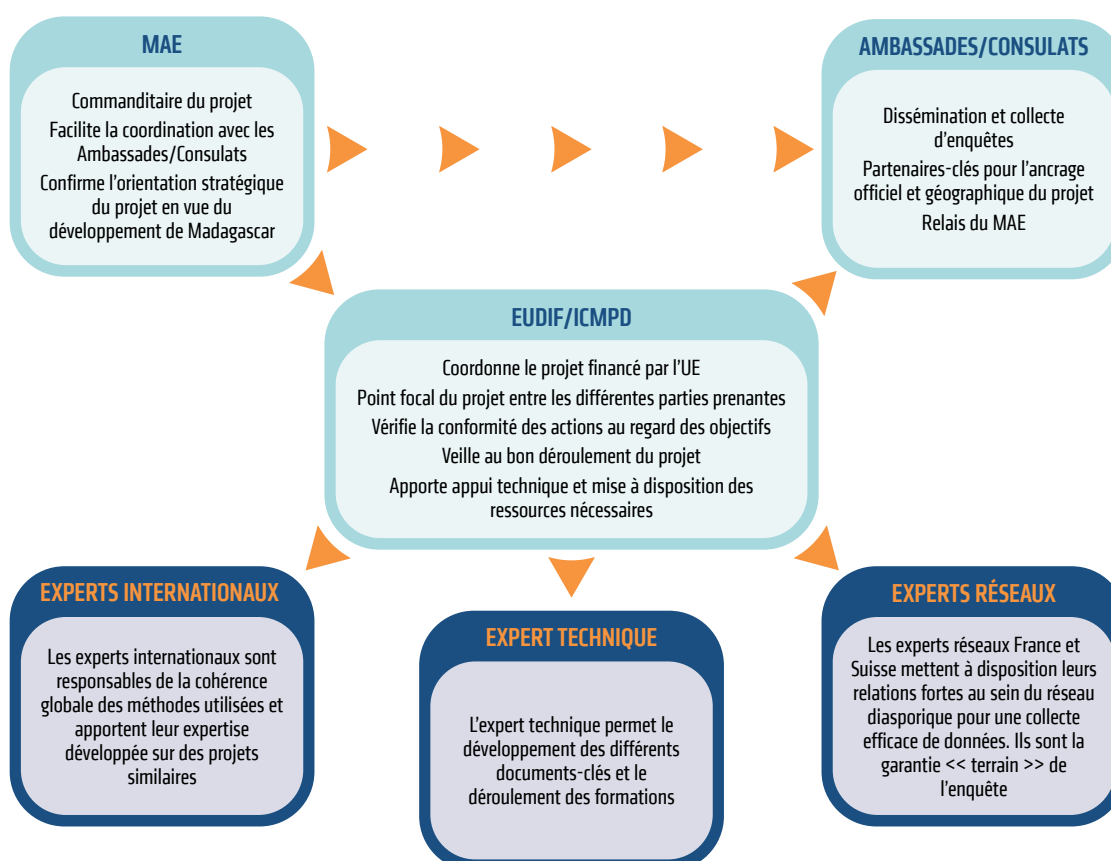 MAE
Commanditaire du projet
Facilite la coordination avec les
Ambassades/Consulats
Confirme l'orientation stratégique
du projet en vue du
développement de Madagascar
AMBASSADES/CONSULATS
Dissémination et collecte
d'enquêtes
Partenaires-clés pour l'ancrage
officiel et géographique du projet
Relais du MAE
EUDIF/ICMPD
Coordonne le projet financé par l'UE
Point focal du projet entre les différentes parties prenantes
Vérifie la conformité des actions au regard des objectifs
Veille au bon déroulement du projet
Apporte appui technique et mise à disposition des
ressources nécessaires
EXPERTS INTERNATIONAUX
Les experts internationaux sont
responsables de la cohérence
globale des méthodes utilisées et
apportent leur expertise
développée sur des projets
similaires
EXPERT TECHNIQUE
L'expert technique permet le
développement des différents
documents-clés et le
déroulement des formations
EXPERTS RÉSEAUX
Les experts réseaux France et
Suisse mettent à disposition leurs
relations fortes au sein du réseau
diasporique pour une collecte
efficace de données. Ils sont la
garantie << terrain >> de
l'enquête